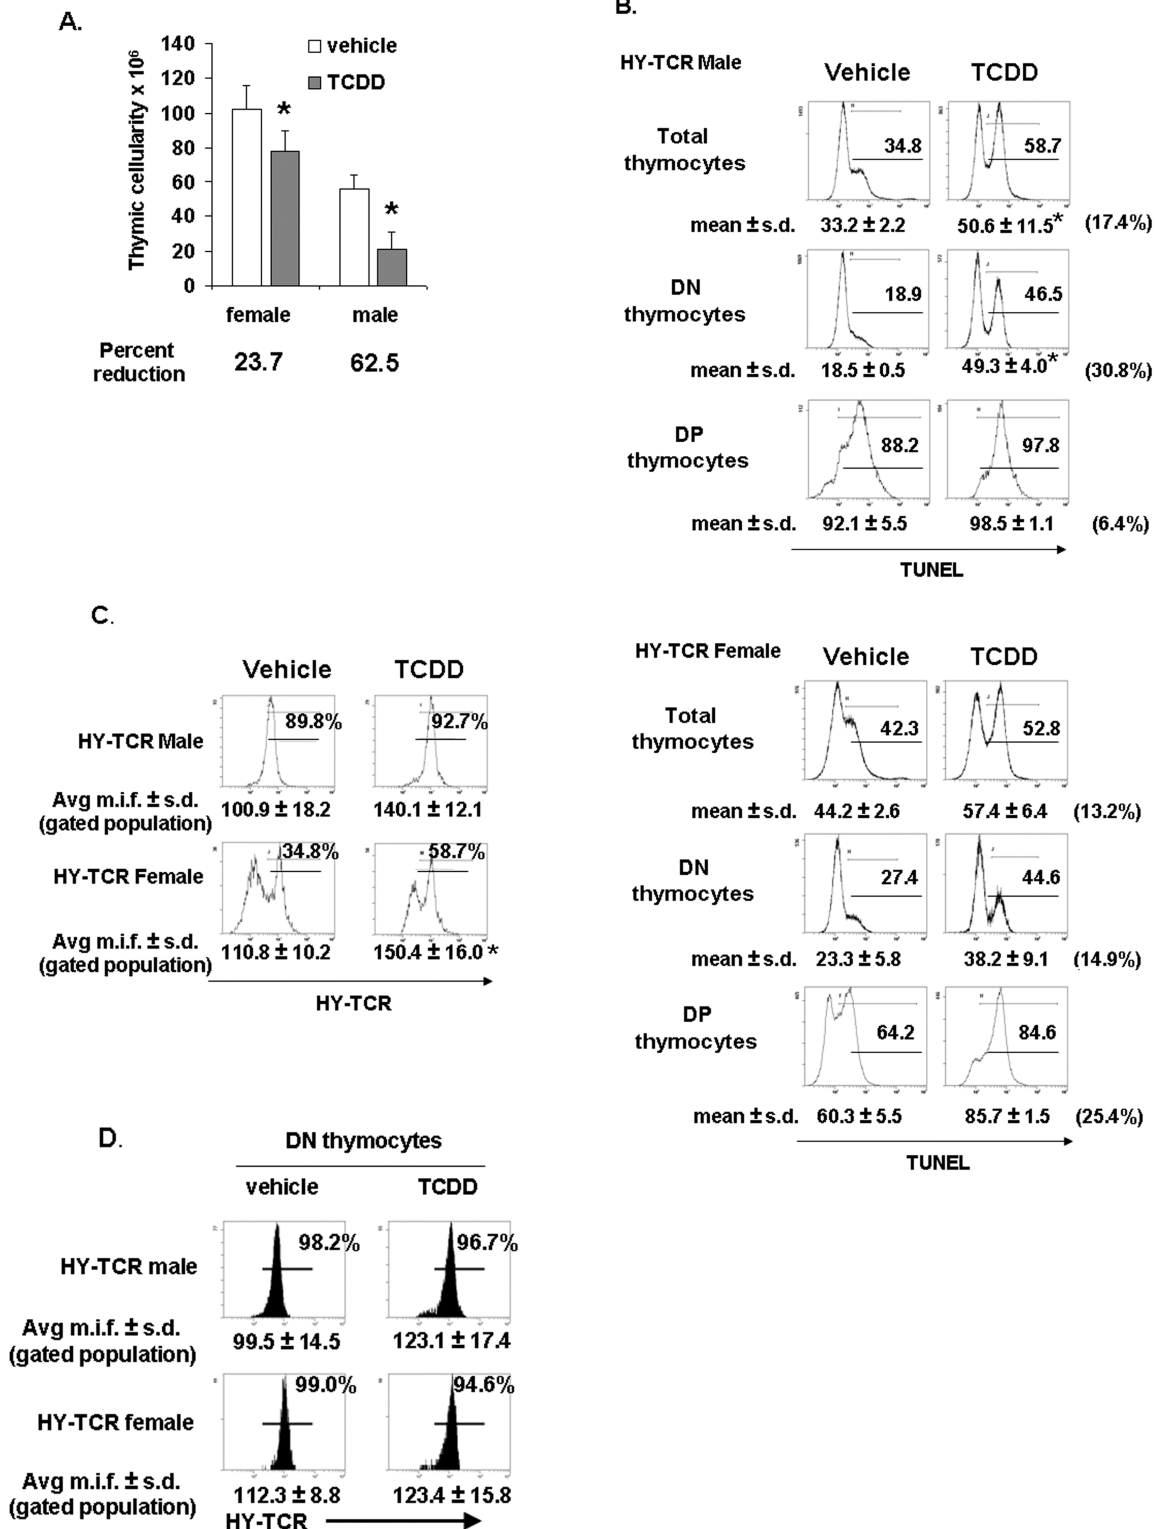 A.
Thymic cellularity x 10⁶
140
120
100
80
60
40
20
0
vehicle
TCDD
*
*
female male
Percent reduction 23.7 62.5
B.
HY-TCR Male
Vehicle TCDD
Total thymocytes
34.8 58.7
mean ± s.d. 33.2 ± 2.2 50.6 ± 11.5* (17.4%)
DN thymocytes
18.9 46.5
mean ± s.d. 18.5 ± 0.5 49.3 ± 4.0* (30.8%)
DP thymocytes
88.2 97.8
mean ± s.d. 92.1 ± 5.5 98.5 ± 1.1 (6.4%)
TUNEL
HY-TCR Female
Vehicle TCDD
Total thymocytes
42.3 52.8
mean ± s.d. 44.2 ± 2.6 57.4 ± 6.4 (13.2%)
DN thymocytes
27.4 44.6
mean ± s.d. 23.3 ± 5.8 38.2 ± 9.1 (14.9%)
DP thymocytes
64.2 84.6
mean ± s.d. 60.3 ± 5.5 85.7 ± 1.5 (25.4%)
TUNEL
C.
Vehicle TCDD
HY-TCR Male
89.8% 92.7%
Avg m.i.f. ± s.d.
(gated population)
100.9 ± 18.2 140.1 ± 12.1
HY-TCR Female
34.8% 58.7%
Avg m.i.f. ± s.d.
(gated population)
110.8 ± 10.2 150.4 ± 16.0 *
HY-TCR
D.
DN thymocytes
vehicle TCDD
HY-TCR male
98.2% 96.7%
Avg m.i.f. ± s.d.
(gated population)
99.5 ± 14.5 123.1 ± 17.4
HY-TCR female
99.0% 94.6%
Avg m.i.f. ± s.d.
(gated population)
112.3 ± 8.8 123.4 ± 15.8
HY-TCR